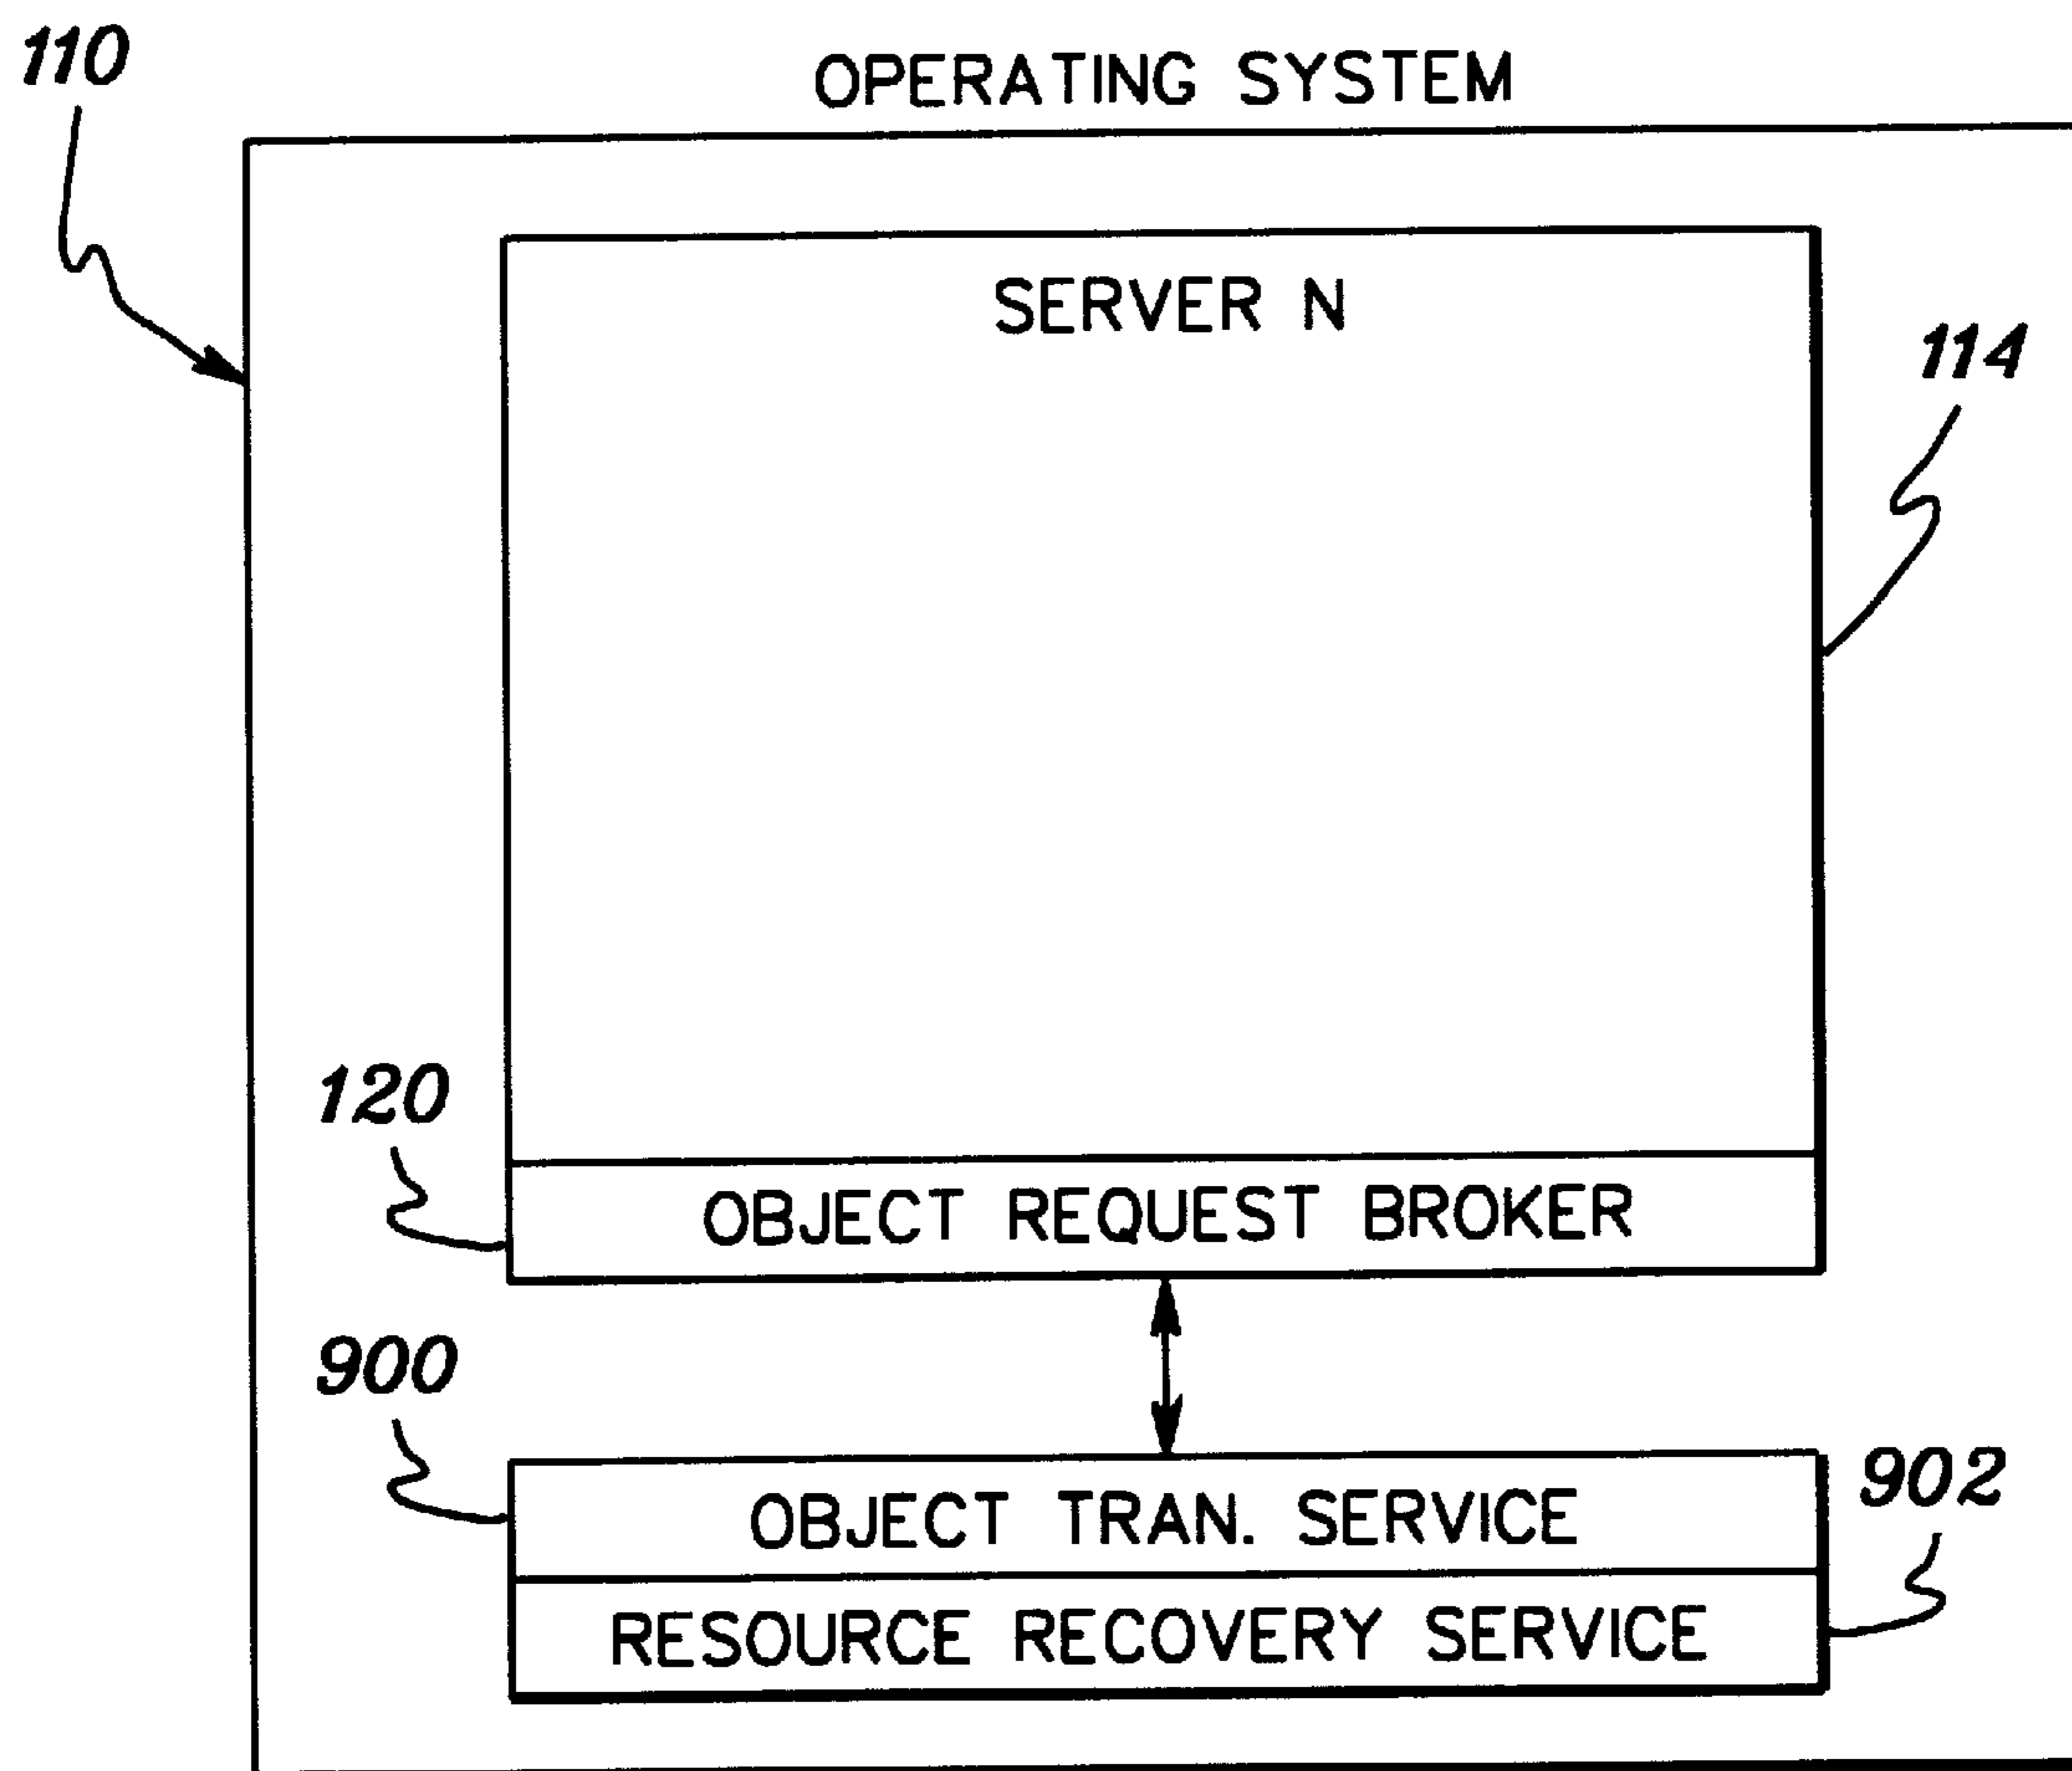 110
OPERATING SYSTEM
SERVER N
114
120
OBJECT REQUEST BROKER
900
OBJECT TRAN. SERVICE
902
RESOURCE RECOVERY SERVICE